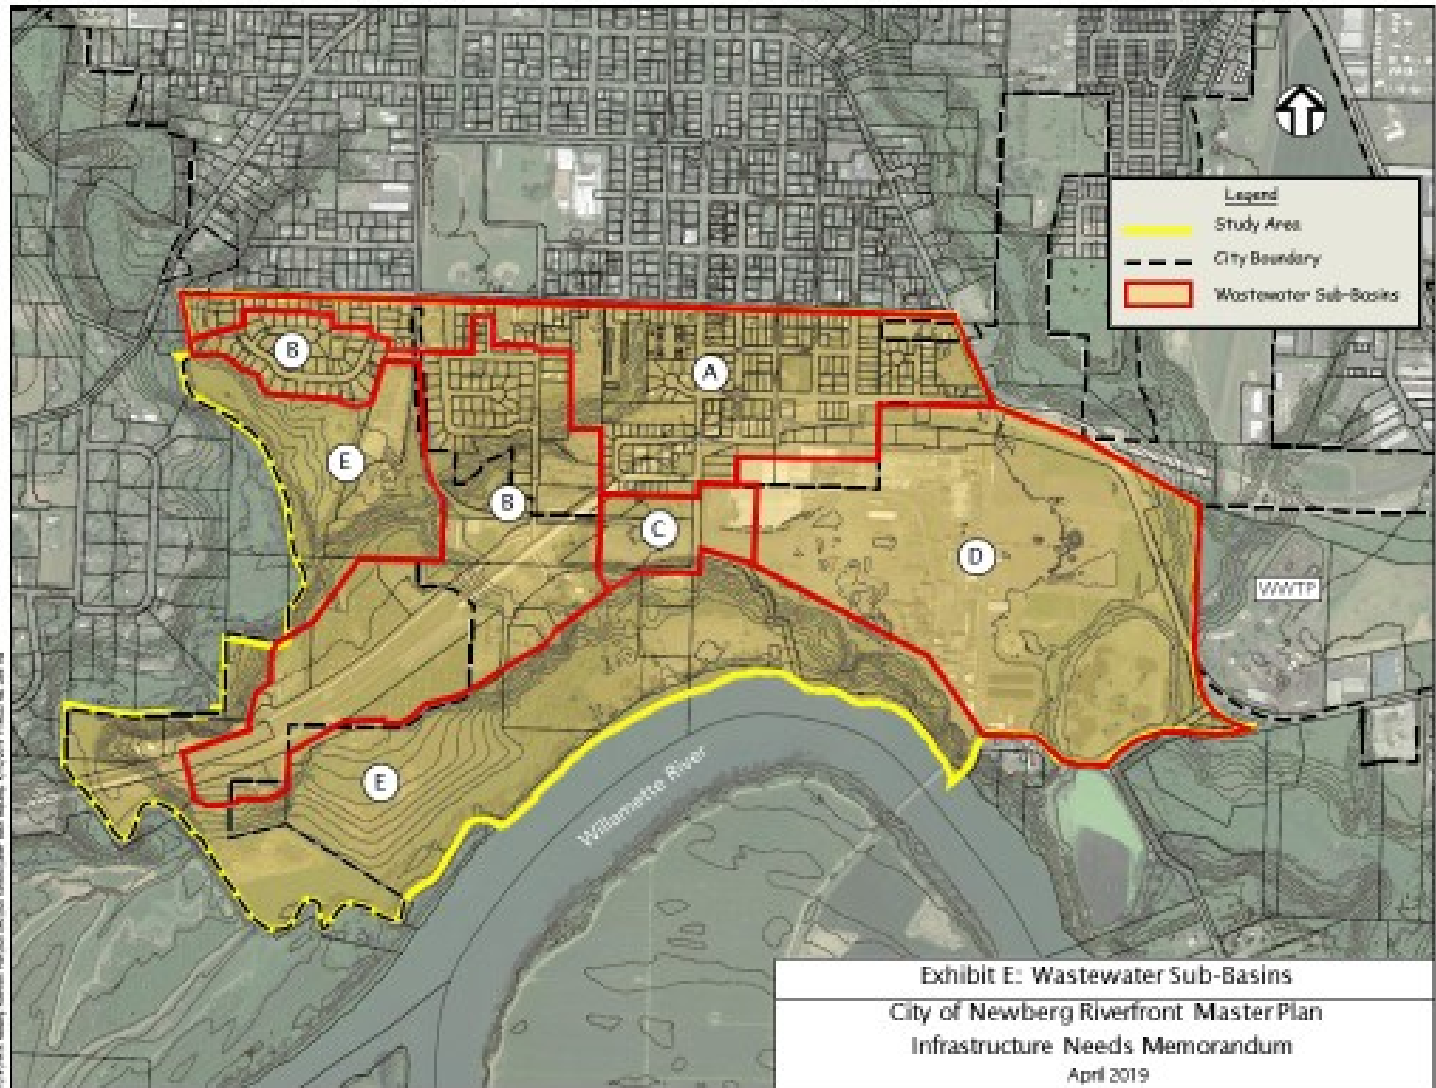 Legend
Study Area
City Boundary
Wastewater Sub-Basins
B
A
E
B
C
D
WWTP
E
Willamette River
Exhibit E: Wastewater Sub-Basins
City of Newberg Riverfront Master Plan
Infrastructure Needs Memorandum
April 2019